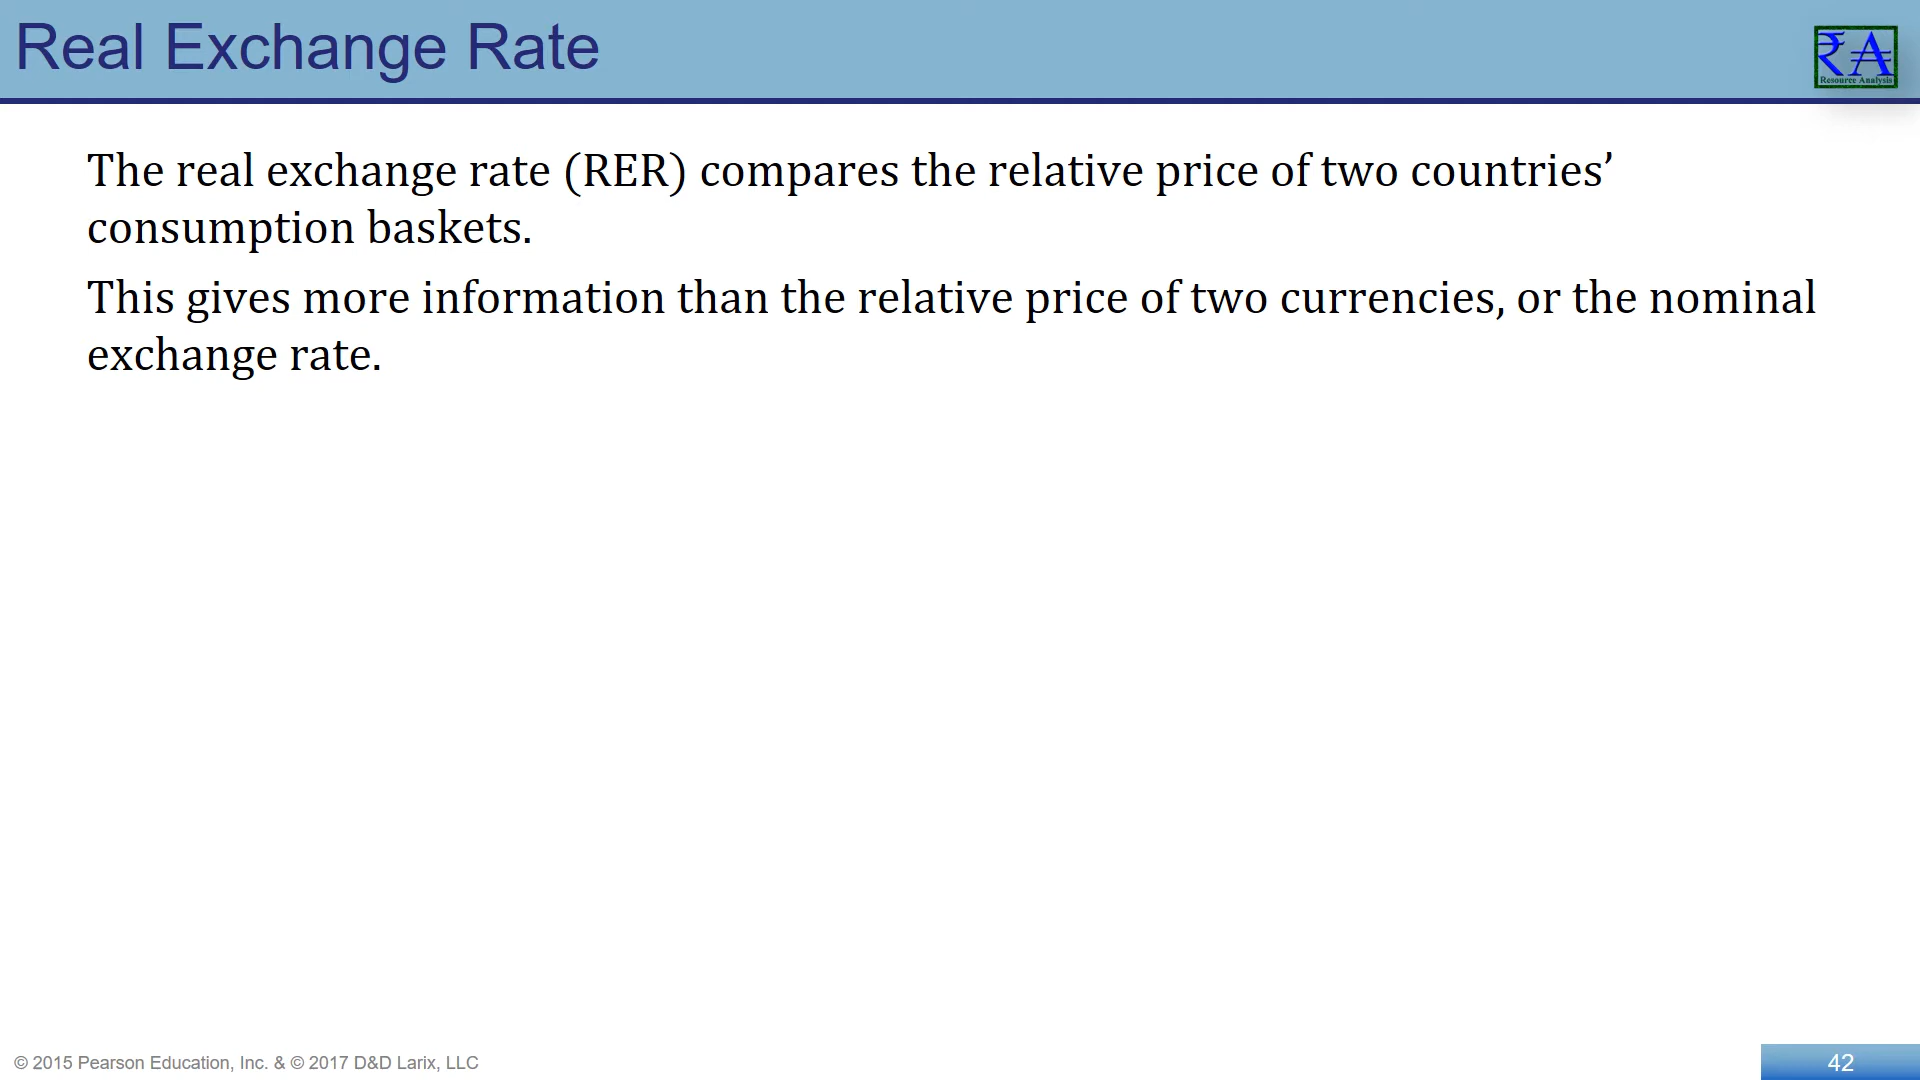 Real Exchange Rate
₹A
Resource Analysis
The real exchange rate (RER) compares the relative price of two countries’
consumption baskets.
This gives more information than the relative price of two currencies, or the nominal
exchange rate.
© 2015 Pearson Education, Inc. & © 2017 D&D Larix, LLC
42